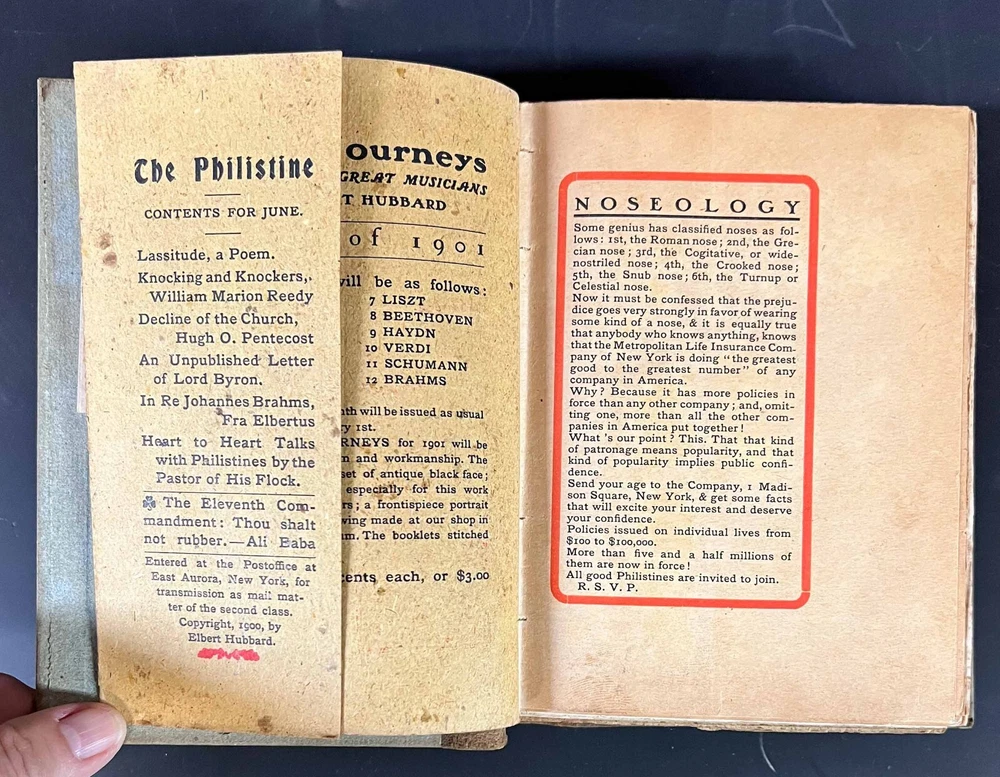 The Philistine
CONTENTS FOR JUNE.
Lassitude, a Poem.
Knocking and Knockers,.
William Marion Reedy
Decline of the Church,
Hugh O. Pentecost
An Unpublished Letter
of Lord Byron.
In Re Johannes Brahms,
Fra Elbertus
Heart to Heart Talks
with Philistines by the
Pastor of His Flock.
The Eleventh Com-
mandment: Thou shalt
not rubber.—Ali Baba
Entered at the Postoffice at
East Aurora, New York, for
transmission as mail mat-
ter of the second class.
Copyright, 1900, by
Elbert Hubbard.
ourneys
GREAT MUSICIANS
T HUBBARD
of 1901
will be as follows:
7 LISZT
8 BEETHOVEN
9 HAYDN
10 VERDI
11 SCHUMANN
12 BRAHMS
nth will be issued as usual
y 1st.
RNEYS for 1901 will be
n and workmanship. The
set of antique black face;
especially for this work
rs; a frontispiece portrait
wing made at our shop in
um. The booklets stitched
cents each, or $3.00
NOSEOLOGY
Some genius has classified noses as fol-
lows: 1st, the Roman nose; 2nd, the Gre-
cian nose; 3rd, the Cogitative, or wide-
nostriled nose; 4th, the Crooked nose;
5th, the Snub nose; 6th, the Turnup or
Celestial nose.
Now it must be confessed that the preju-
dice goes very strongly in favor of wearing
some kind of a nose, & it is equally true
that anybody who knows anything, knows
that the Metropolitan Life Insurance Com-
pany of New York is doing "the greatest
good to the greatest number" of any
company in America.
Why? Because it has more policies in
force than any other company; and, omit-
ting one, more than all the other com-
panies in America put together!
What's our point? This. That that kind
of patronage means popularity, and that
kind of popularity implies public confi-
dence.
Send your age to the Company, 1 Madi-
son Square, New York, & get some facts
that will excite your interest and deserve
your confidence.
Policies issued on individual lives from
$100 to $100,000.
More than five and a half millions of
them are now in force!
All good Philistines are invited to join.
R. S. V. P.